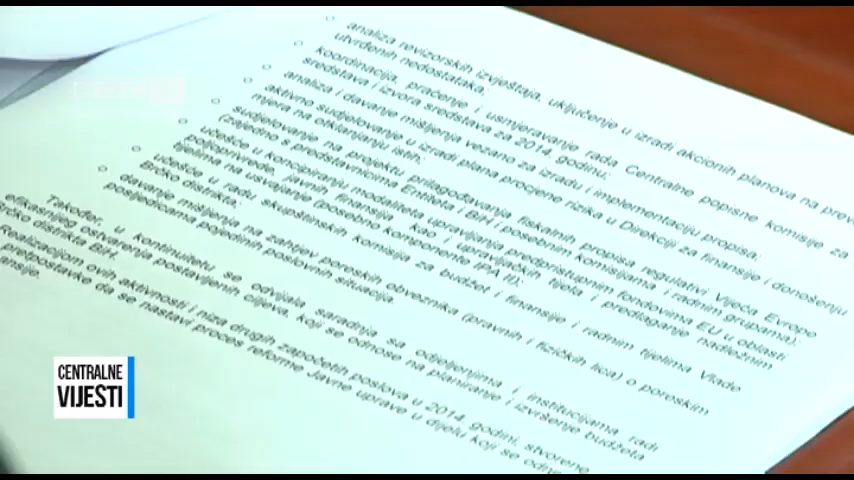 analiza revizorskih izvještaja, uključenje u izradi akcionih planova na
utvrđenih nedostataka;
koordinacija, praćenje i usmjeravanje rada Centralne popisne komisije za
sredstava i izvora sredstava za 2014. godinu;
analiza i davanje mišljenja vezano za izradu i implementaciju propisa;
aktivno sudjelovanje u izradi plana procjene rizika u Direkciji za finansije i donošenju
mjera na otklanjanju istih;
sudjelovanje na projektu prilagođavanja fiskalnih propisa regulativi Vijeća Evrope
(zajedno s predstavnicima Entiteta i BiH i posebnim komisijama i radnim grupama);
učešće u koncipiranju modaliteta upravljanja predpristupnim fondovima EU u oblasti
poljoprivrede, javnih finansija kao i upravljačkih tijela i predlaganje nadležnim
tijelima na usvajanje (posebno komponente IPA II);
učešće u radu skupštinskih komisija za budžet i finansije i radnim tijelima Vlade
Brčko distrikta;
davanje mišljenja na zahtjev poreskih obveznika (pravnih i fizičkih lica) o poreskim
posljedicama pojedinih poslovnih situacija
Također, u kontinuitetu se odvijala saradnja sa odjeljenjima i institucijama radi
efikasnijeg ostvarenja postavljenih ciljeva, koji se odnose na planiranje i izvršenje budžeta
Brčko distrikta BiH.
Realizacijom ovih aktivnosti i niza drugih započetih poslova u 2014. godini, stvorene
pretpostavke da se nastavi proces reforme Javne uprave u dijelu koji se
CENTRALNE
VIJESTI